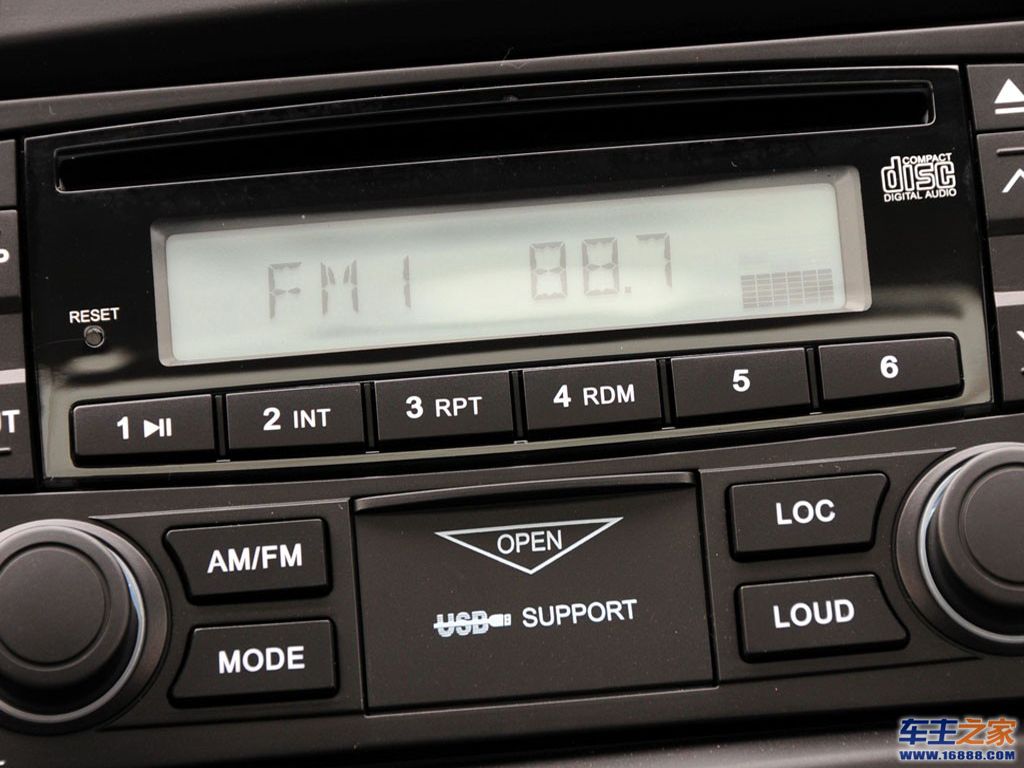 COMPACT
disc
DIGITAL AUDIO
FM1 88.7
RESET
1 2 INT 3 RPT 4 RDM 5 6
AM/FM
OPEN
LOC
USB SUPPORT
LOUD
MODE
车主之家
www.16888.com